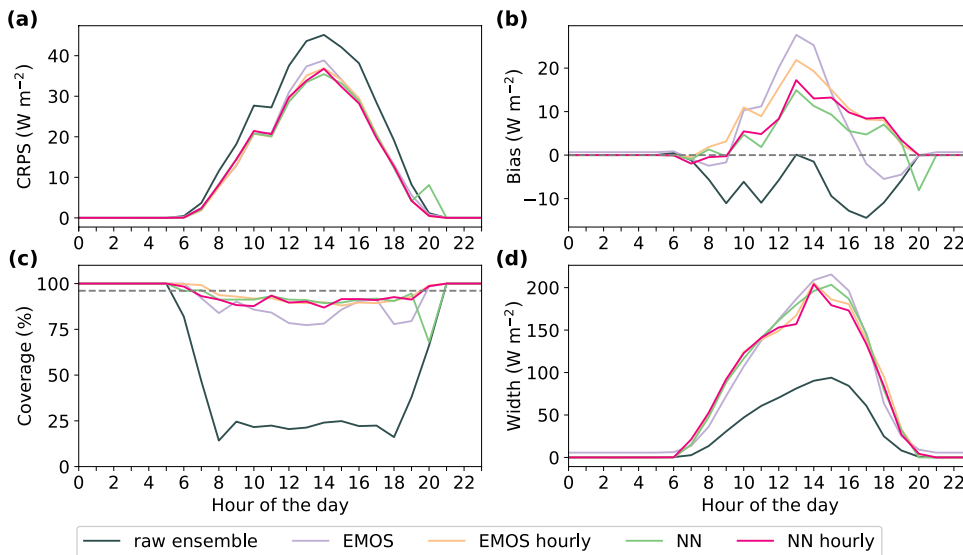 (a)
(b)
CRPS (W m⁻²)
40
30
20
10
0
0 2 4 6 8 10 12 14 16 18 20 22
Bias (W m⁻²)
20
10
0
−10
0 2 4 6 8 10 12 14 16 18 20 22
(c)
(d)
Coverage (%)
100
75
50
25
0
0 2 4 6 8 10 12 14 16 18 20 22
Hour of the day
Width (W m⁻²)
200
150
100
50
0
0 2 4 6 8 10 12 14 16 18 20 22
Hour of the day
raw ensemble EMOS EMOS hourly NN NN hourly